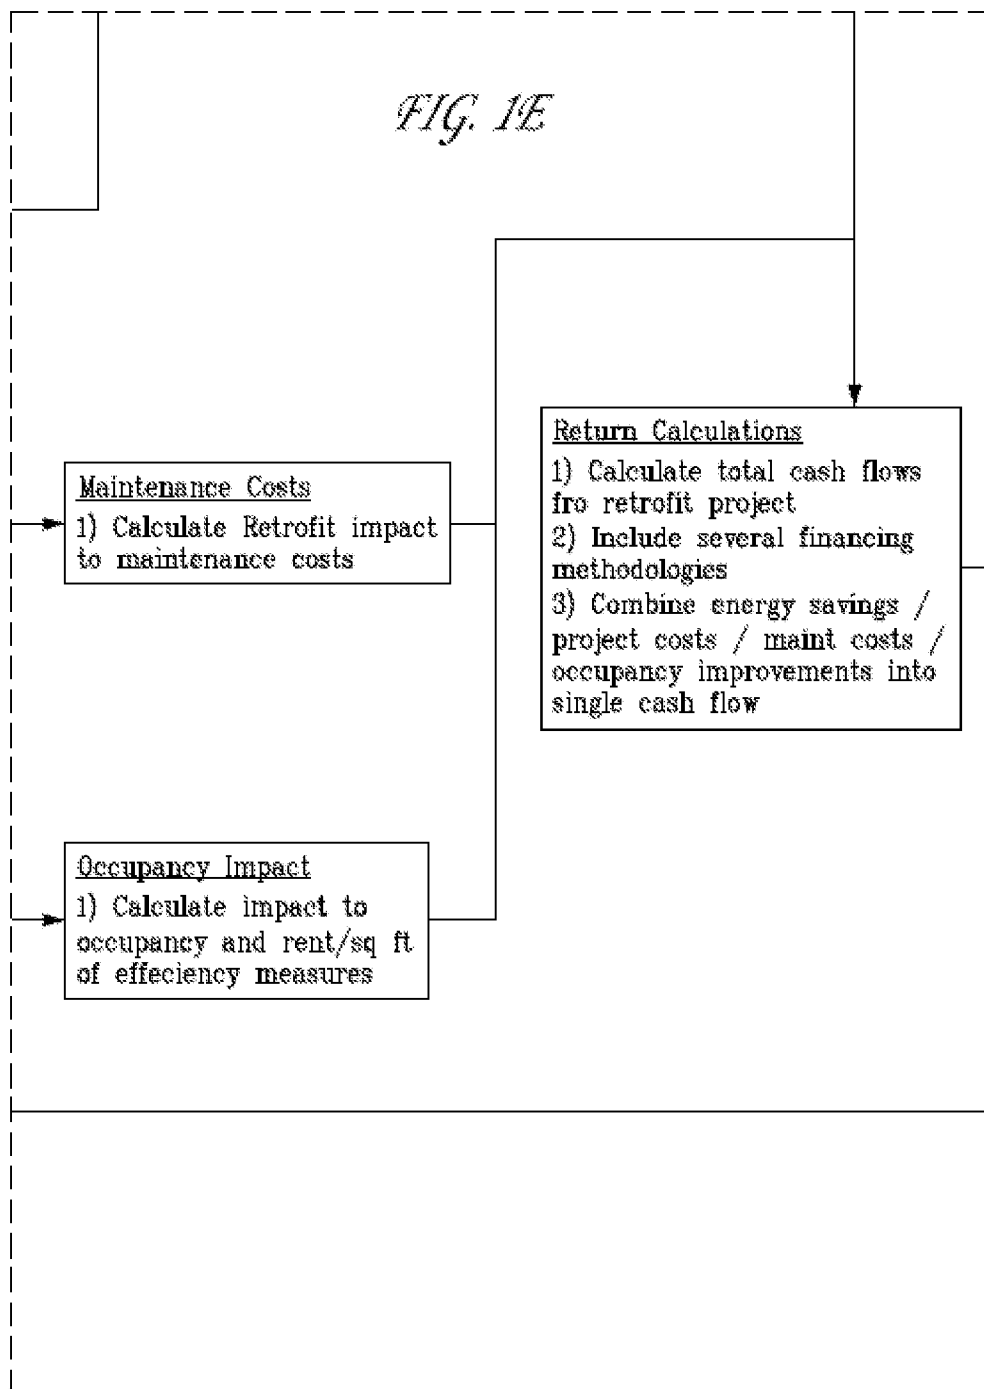 FIG. 1E
Return Calculations
1) Calculate total cash flows
fro retrofit project
2) Include several financing
methodologies
3) Combine energy savings /
project costs / maint costs /
occupancy improvements into
single cash flow
Maintenance Costs
1) Calculate Retrofit impact
to maintenance costs
Occupancy Impact
1) Calculate impact to
occupancy and rent/sq ft
of effeciency measures